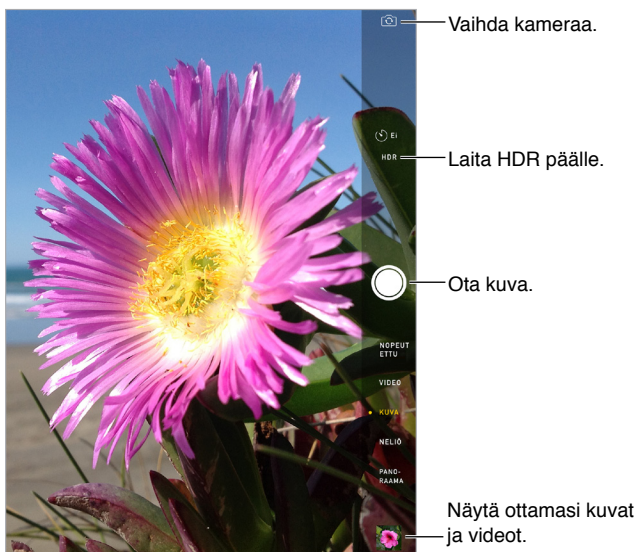 Vaihda kameraa.
Ei
HDR
Laita HDR päälle.
Ota kuva.
NOPEUT
ETTU
VIDEO
KUVA
NELIÖ
PANO-
RAAMA
Näytä ottamasi kuvat
ja videot.